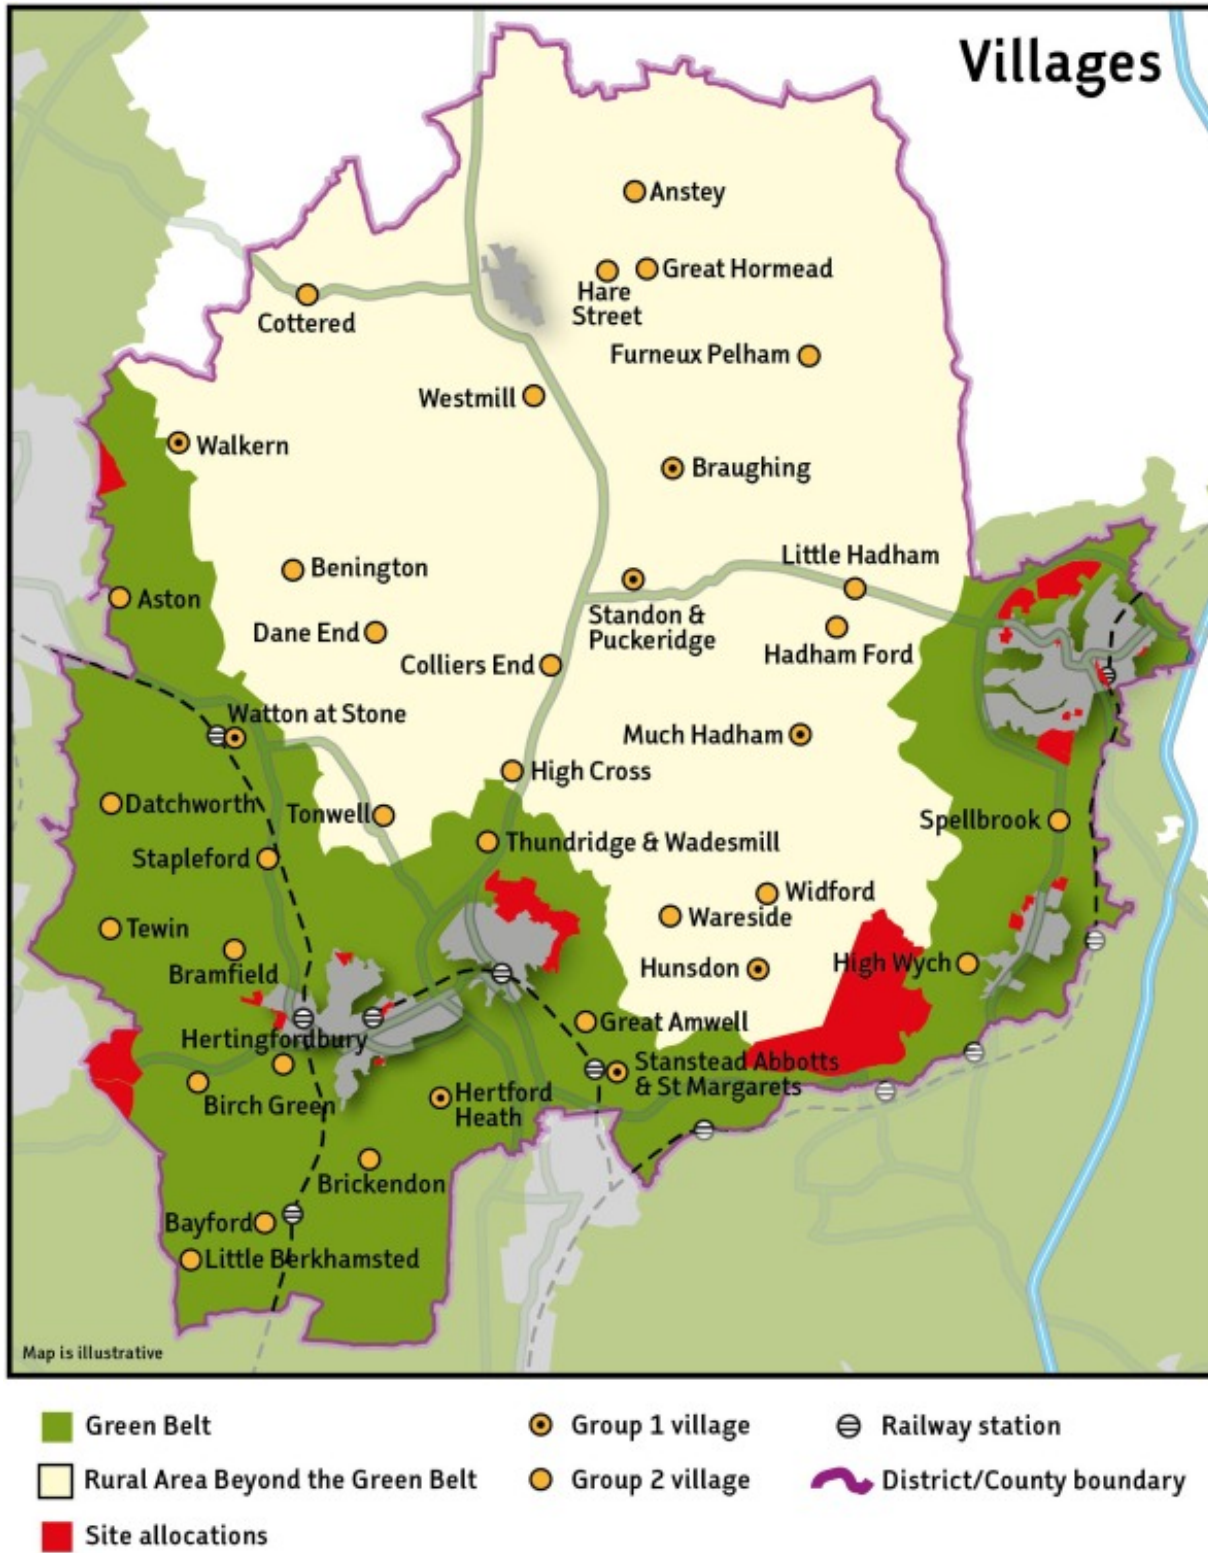 Villages
Anstey
Great Hormead
Hare
Street
Cottered
Furneux Pelham
Westmill
Walkern
Braughing
Little Hadham
Benington
Aston
Standon &
Puckeridge
Dane End
Hadham Ford
Colliers End
Watton at Stone
Much Hadham
High Cross
Datchworth
Tonwell
Spellbrook
Thundridge & Wadesmill
Stapleford
Widford
Wareside
Tewin
Bramfield
Hunsdon
High Wych
Great Amwell
Hertingfordbury
Stanstead Abbotts
& St Margarets
Birch Green
Hertford
Heath
Brickendon
Bayford
Little Berkhamsted
Map is illustrative
Green Belt
Group 1 village
Railway station
Rural Area Beyond the Green Belt
Group 2 village
District/County boundary
Site allocations